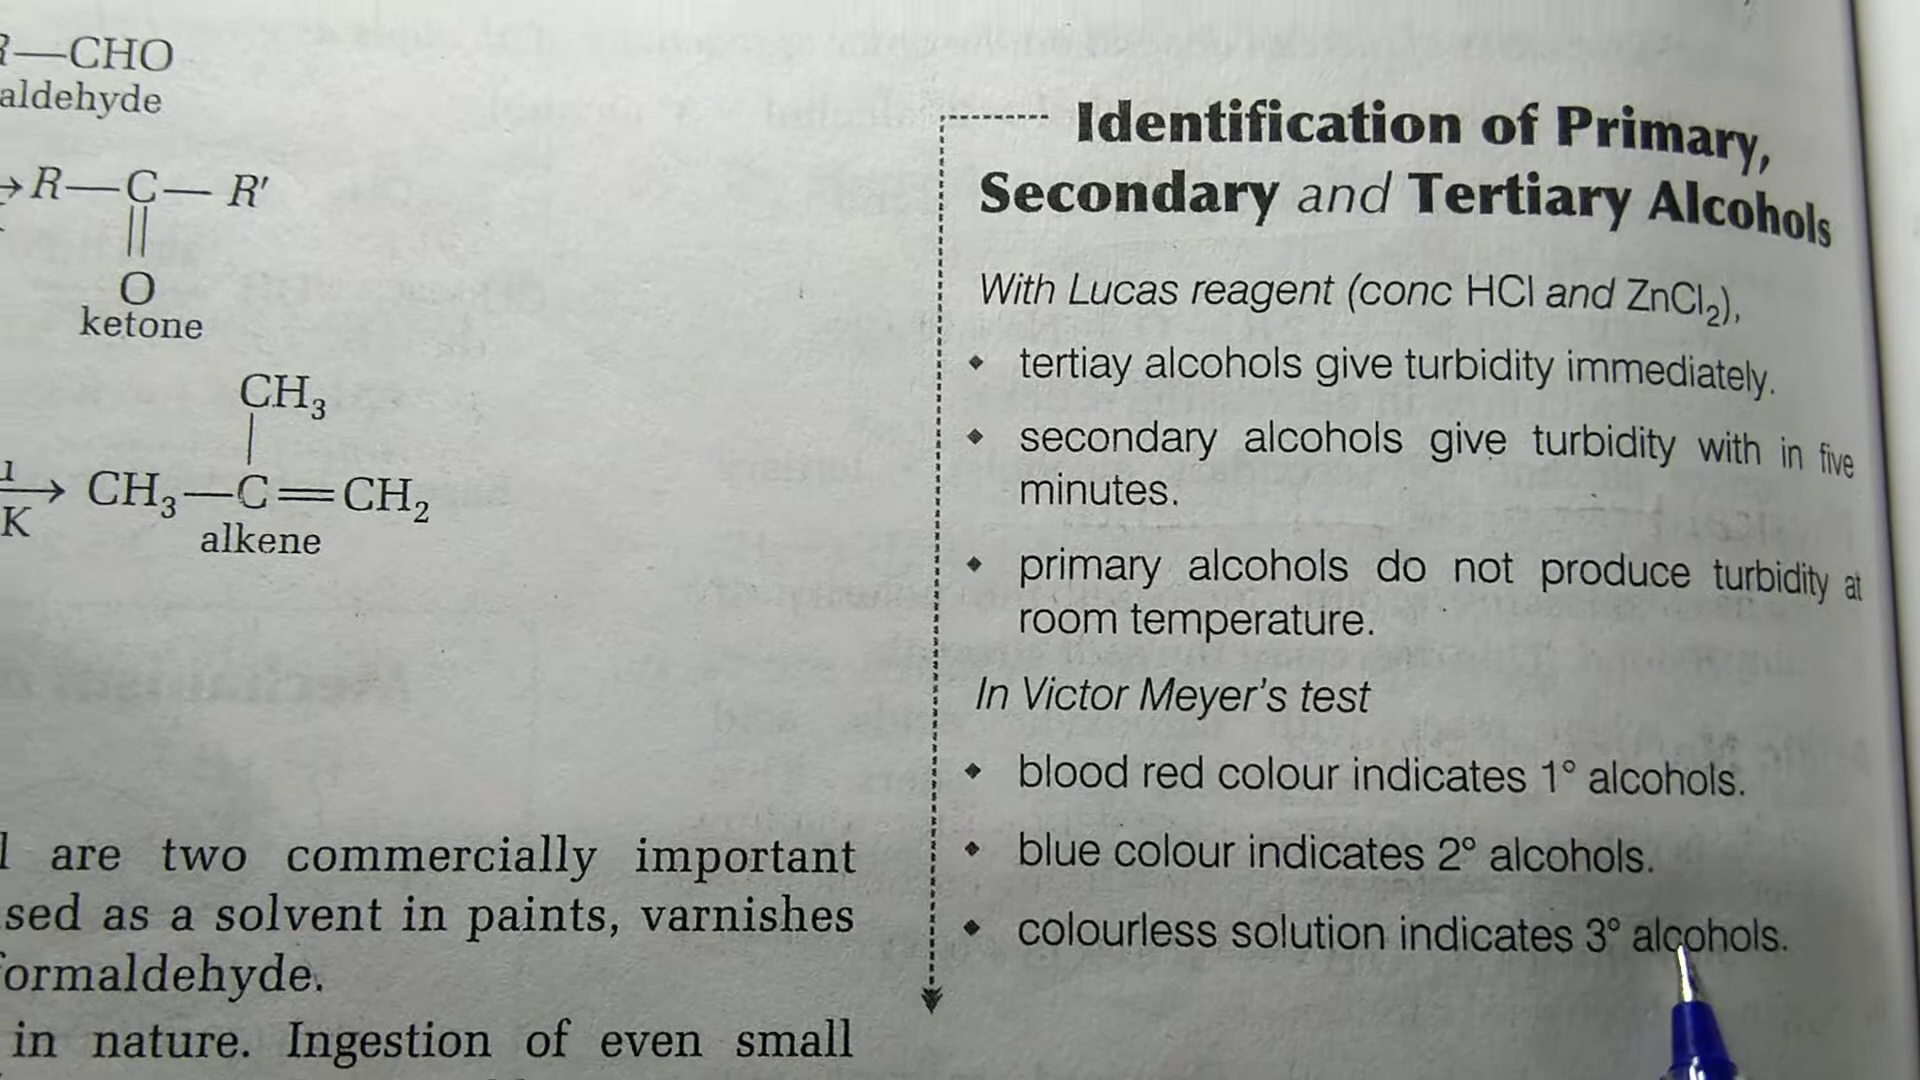 R—CHO
aldehyde
→R—C—R'
||
O
ketone
CH₃
|
1
→ CH₃—C=CH₂
K
alkene
l are two commercially important
sed as a solvent in paints, varnishes
formaldehyde.
in nature. Ingestion of even small
Identification of Primary,
Secondary and Tertiary Alcohols
With Lucas reagent (conc HCl and ZnCl₂),
• tertiay alcohols give turbidity immediately.
• secondary alcohols give turbidity with in five
minutes.
• primary alcohols do not produce turbidity at
room temperature.
In Victor Meyer's test
• blood red colour indicates 1° alcohols.
• blue colour indicates 2° alcohols.
• colourless solution indicates 3° alcohols.